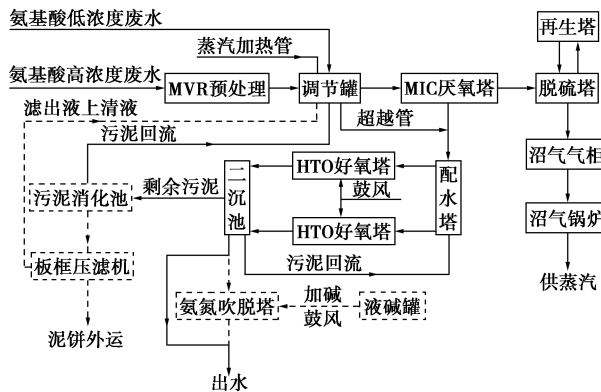 氨基酸低浓度废水
再生塔
蒸汽加热管
氨基酸高浓度废水
MVR预处理
调节罐
MIC厌氧塔
脱硫塔
滤出液上清液
超越管
污泥回流
沼气气柜
HTO好氧塔
二沉池
配水塔
剩余污泥
鼓风
污泥消化池
沼气锅炉
HTO好氧塔
板框压滤机
污泥回流
供蒸汽
加碱
氨氮吹脱塔
液碱罐
鼓风
泥饼外运
出水